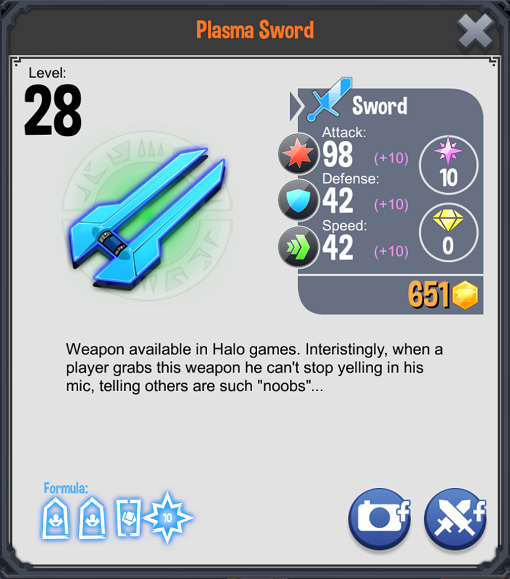 Plasma Sword
Level:
28
Sword
Attack:
98 (+10)
Defense:
42 (+10)
Speed:
42 (+10)
10
0
651
Weapon available in Halo games. Interistingly, when a
player grabs this weapon he can't stop yelling in his
mic, telling others are such "noobs"...
Formula:
10
f
f